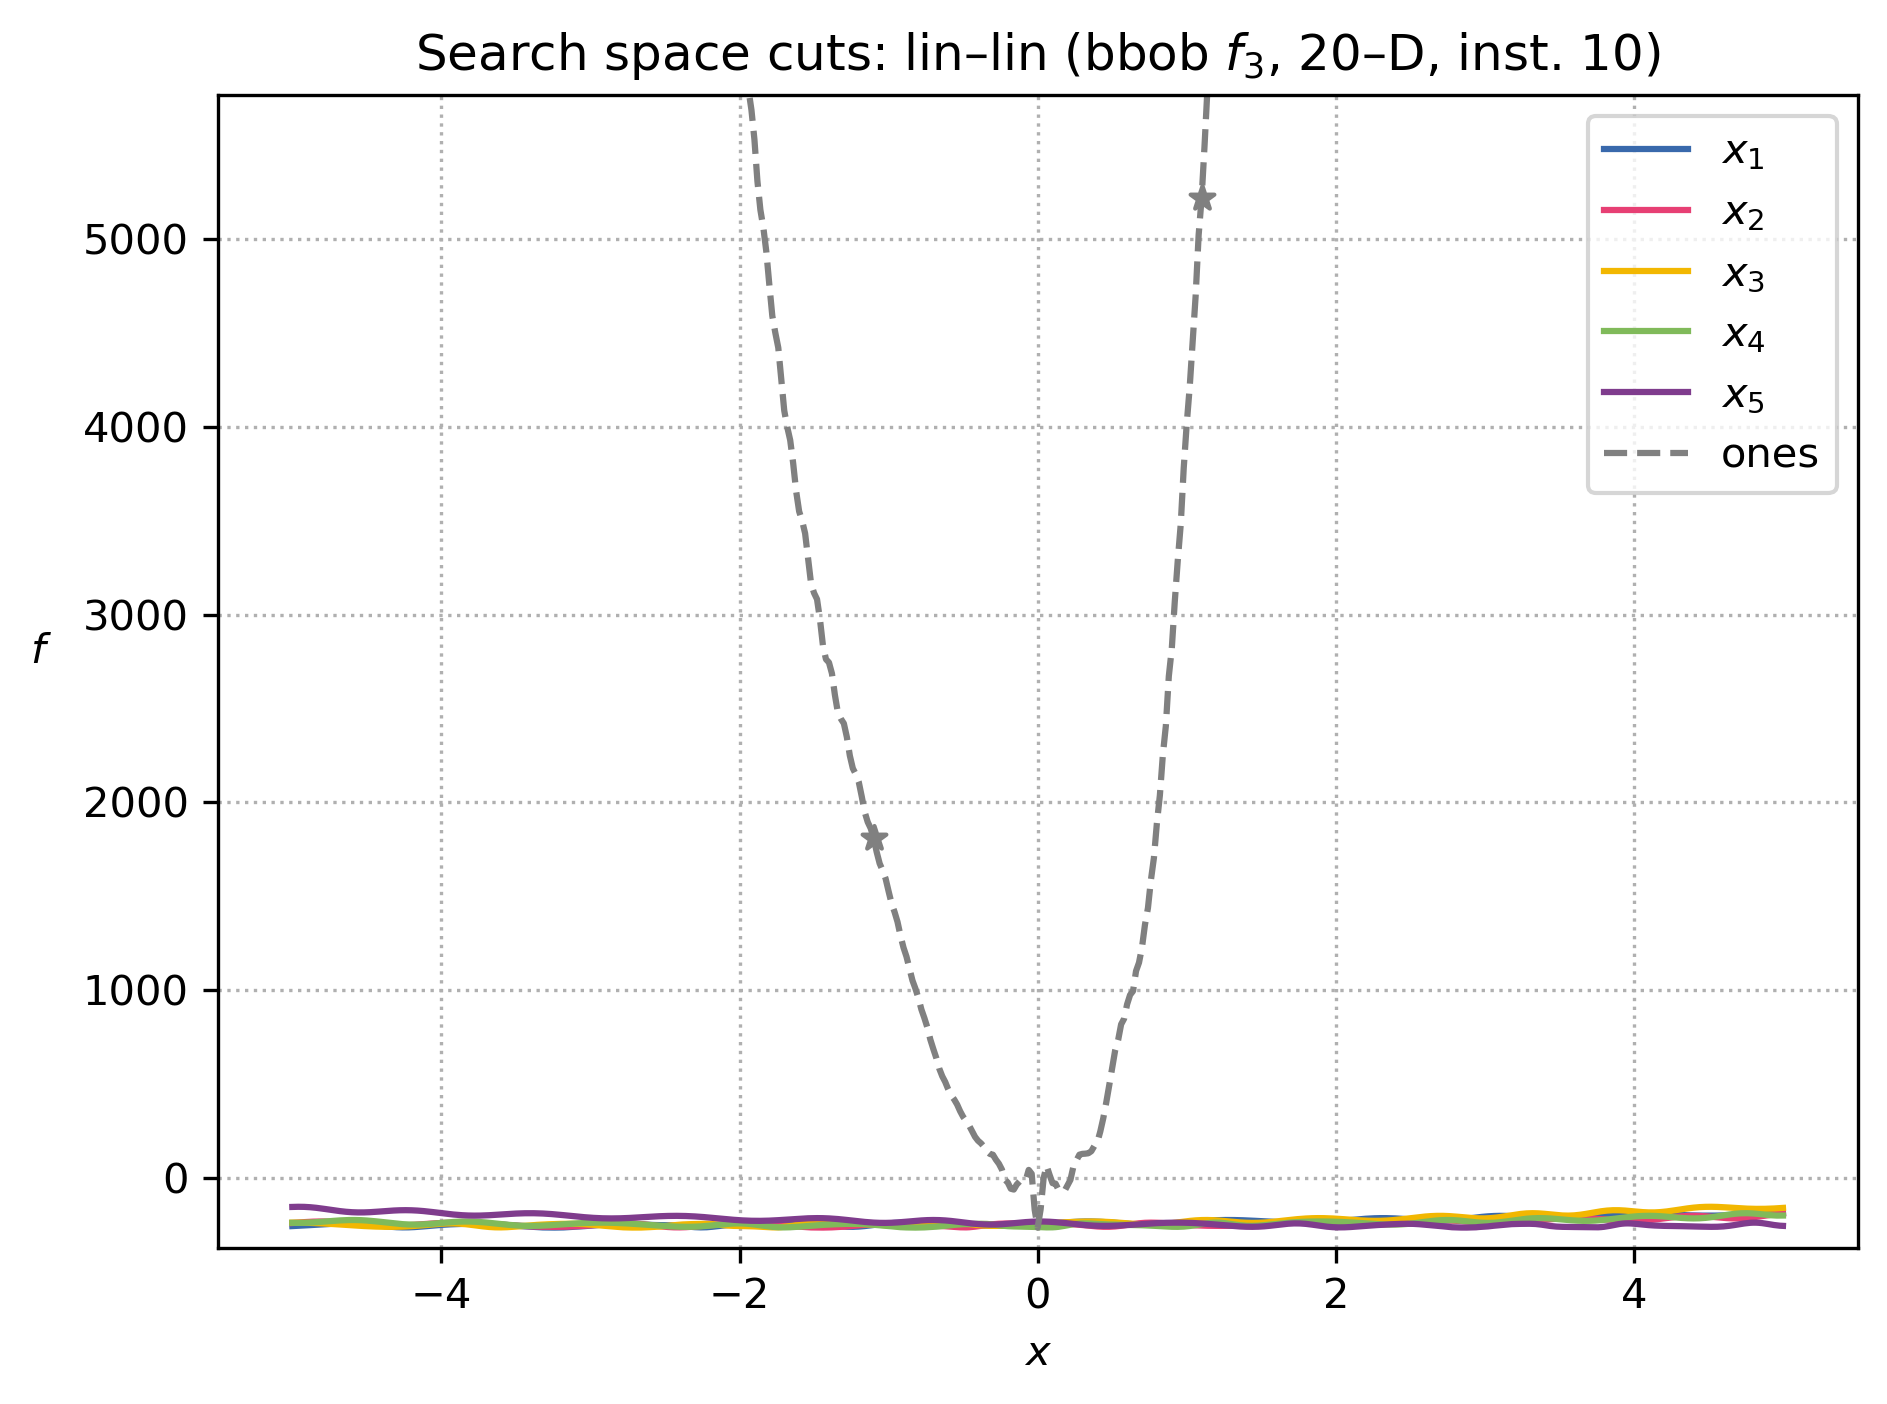 Search space cuts: lin–lin (bbob f₃, 20–D, inst. 10)
x₁
x₂
x₃
x₄
x₅
ones
5000
4000
3000
2000
1000
0
f
−4
−2
0
2
4
x